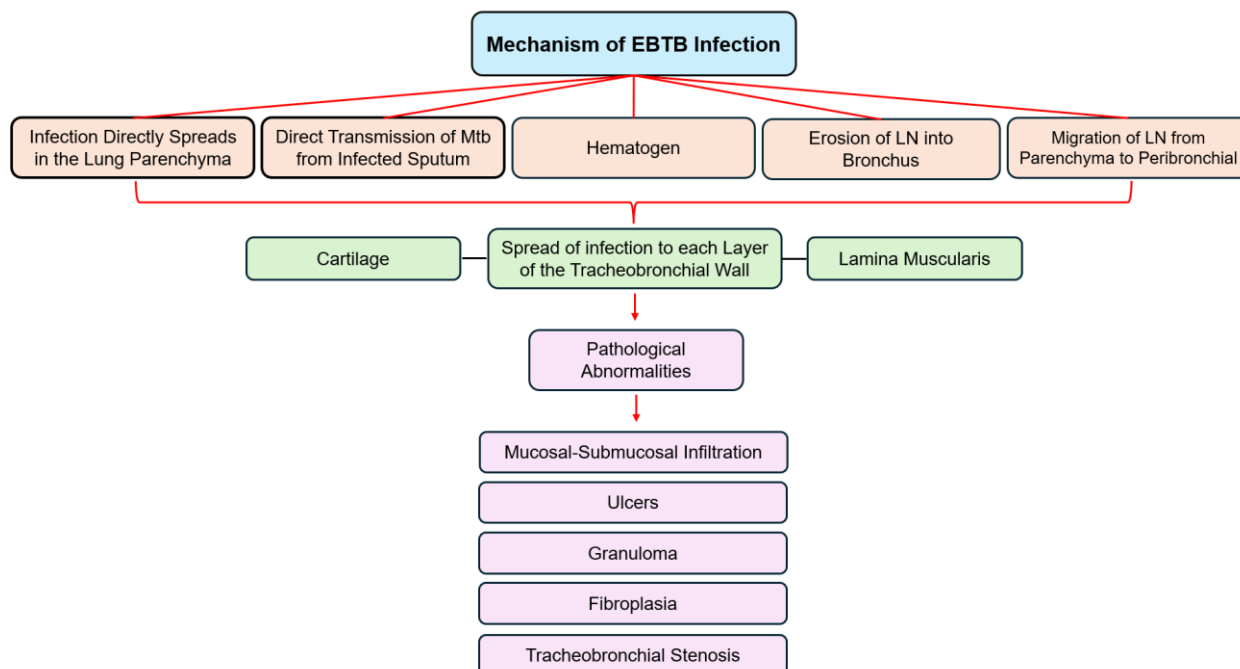 Mechanism of EBTB Infection
Infection Directly Spreads
in the Lung Parenchyma
Direct Transmission of Mtb
from Infected Sputum
Hematogen
Erosion of LN into
Bronchus
Migration of LN from
Parenchyma to Peribronchial
Cartilage
Spread of infection to each Layer
of the Tracheobronchial Wall
Lamina Muscularis
Pathological
Abnormalities
Mucosal-Submucosal Infiltration
Ulcers
Granuloma
Fibroplasia
Tracheobronchial Stenosis